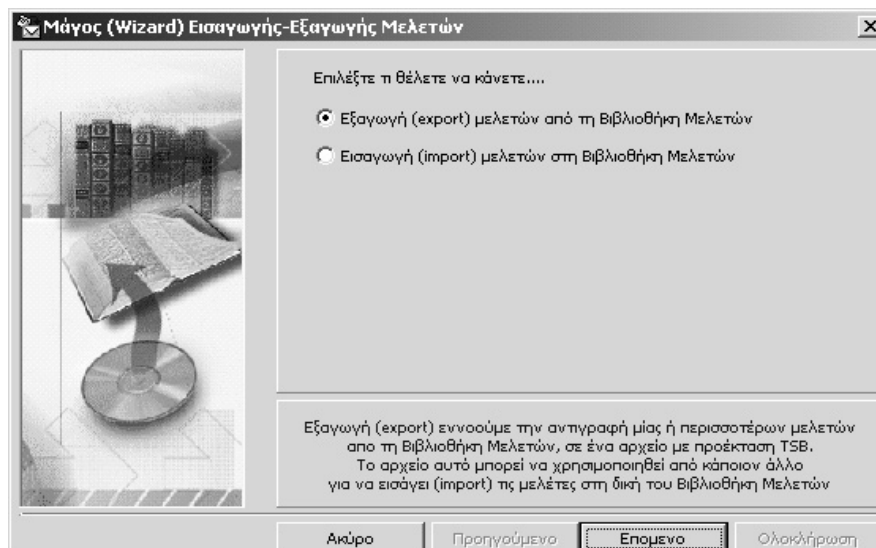 Μάγος (Wizard) Εισαγωγής-Εξαγωγής Μελετών
Επιλέξτε τι θέλετε να κάνετε....
Εξαγωγή (export) μελετών από τη Βιβλιοθήκη Μελετών
Εισαγωγή (import) μελετών στη Βιβλιοθήκη Μελετών
Εξαγωγή (export) εννοούμε την αντιγραφή μίας ή περισσοτέρων μελετών
απο τη Βιβλιοθήκη Μελετών, σε ένα αρχείο με προέκταση TSB.
Το αρχείο αυτό μπορεί να χρησιμοποιηθεί από κάποιον άλλο
για να εισάγει (import) τις μελέτες στη δική του Βιβλιοθήκη Μελετών
Ακύρο Προηγούμενο Επομενο Ολοκλήρωση